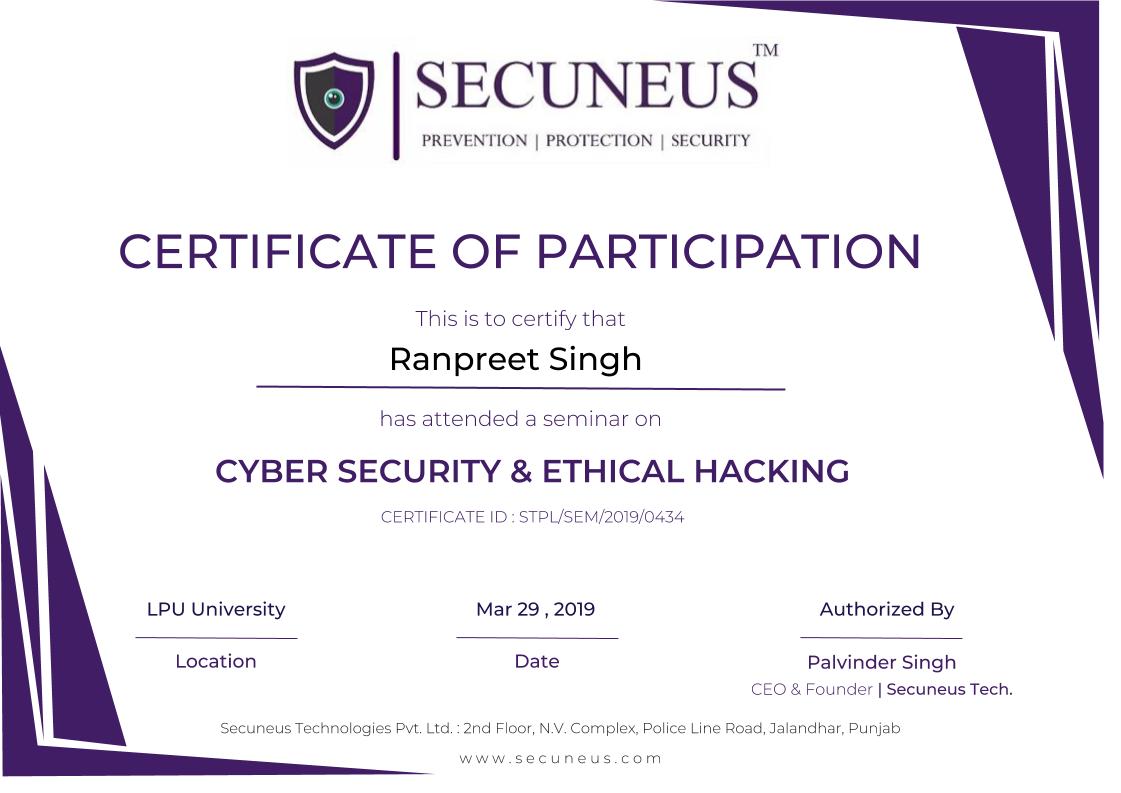 SECUNEUS™
PREVENTION | PROTECTION | SECURITY
CERTIFICATE OF PARTICIPATION
This is to certify that
Ranpreet Singh
has attended a seminar on
CYBER SECURITY & ETHICAL HACKING
CERTIFICATE ID : STPL/SEM/2019/0434
LPU University
Location
Mar 29 , 2019
Date
Authorized By
Palvinder Singh
CEO & Founder | Secuneus Tech.
Secuneus Technologies Pvt. Ltd. : 2nd Floor, N.V. Complex, Police Line Road, Jalandhar, Punjab
www.secuneus.com